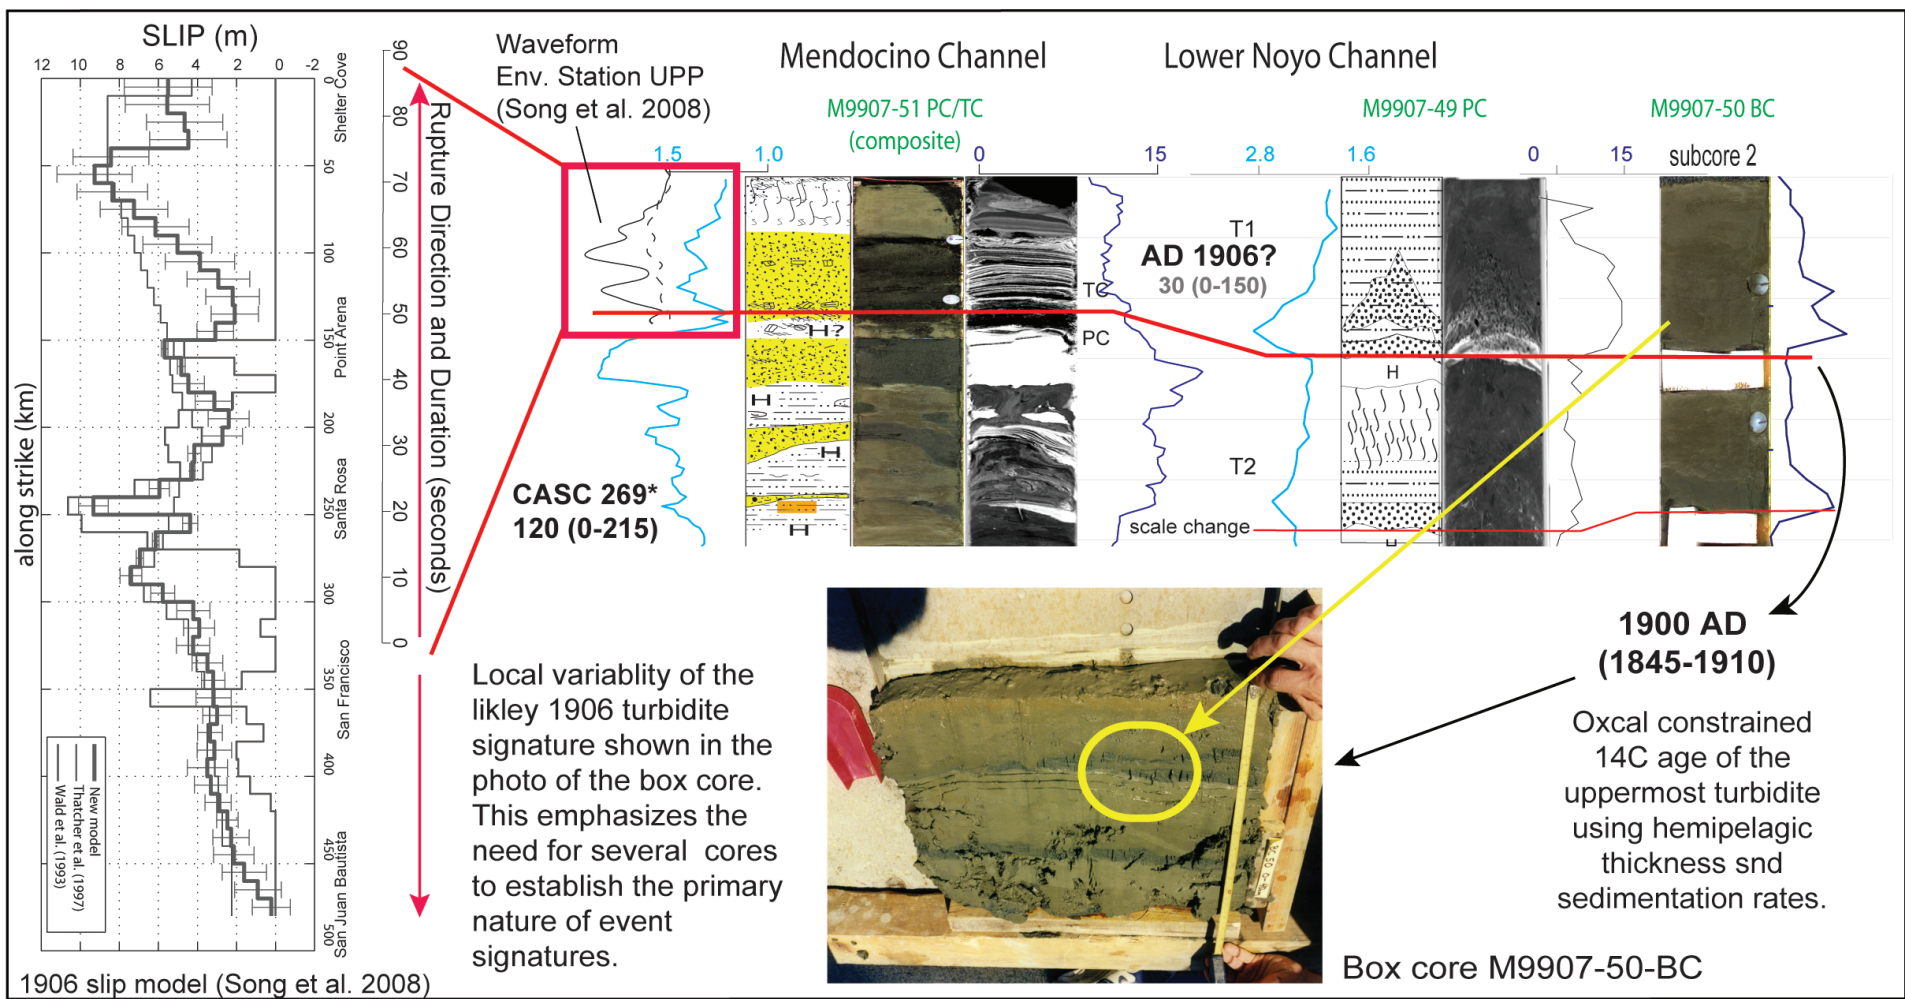 SLIP (m)
12 10 8 6 4 2 0 -2
0
50
100
150
200
250
300
350
400
450
500
along strike (km)
Shelter Cove
Point Arena
Santa Rosa
San Francisco
San Juan Bautista
New model
Thatcher et al. (1997)
Wald et al. (1993)
1906 slip model (Song et al. 2008)
90
80
70
60
50
40
30
20
10
0
Rupture Direction and Duration (seconds)
Waveform
Env. Station UPP
(Song et al. 2008)
Mendocino Channel
Lower Noyo Channel
M9907-51 PC/TC
(composite)
M9907-49 PC
M9907-50 BC
subcore 2
1.5
1.0
0
15
2.8
1.6
0
15
T1
AD 1906?
30 (0-150)
TC
PC
H?
H
H
H
H
H
T2
CASC 269*
120 (0-215)
scale change
1900 AD
(1845-1910)
Oxcal constrained
14C age of the
uppermost turbidite
using hemipelagic
thickness snd
sedimentation rates.
Local variablity of the
likley 1906 turbidite
signature shown in the
photo of the box core.
This emphasizes the
need for several cores
to establish the primary
nature of event
signatures.
Box core M9907-50-BC